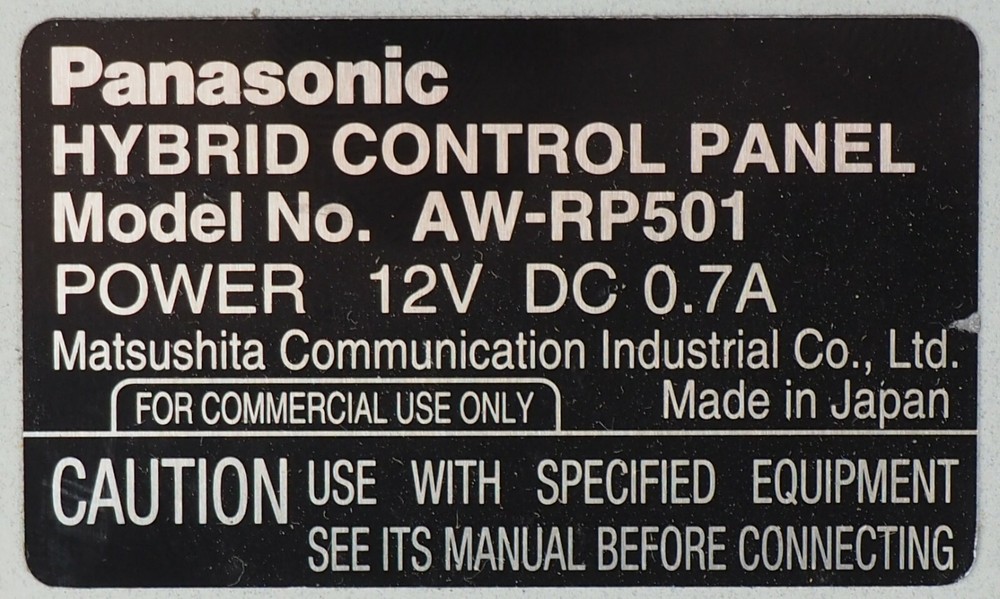 Panasonic
HYBRID CONTROL PANEL
Model No. AW-RP501
POWER 12V DC 0.7A
Matsushita Communication Industrial Co., Ltd.
FOR COMMERCIAL USE ONLY Made in Japan
CAUTION USE WITH SPECIFIED EQUIPMENT
SEE ITS MANUAL BEFORE CONNECTING